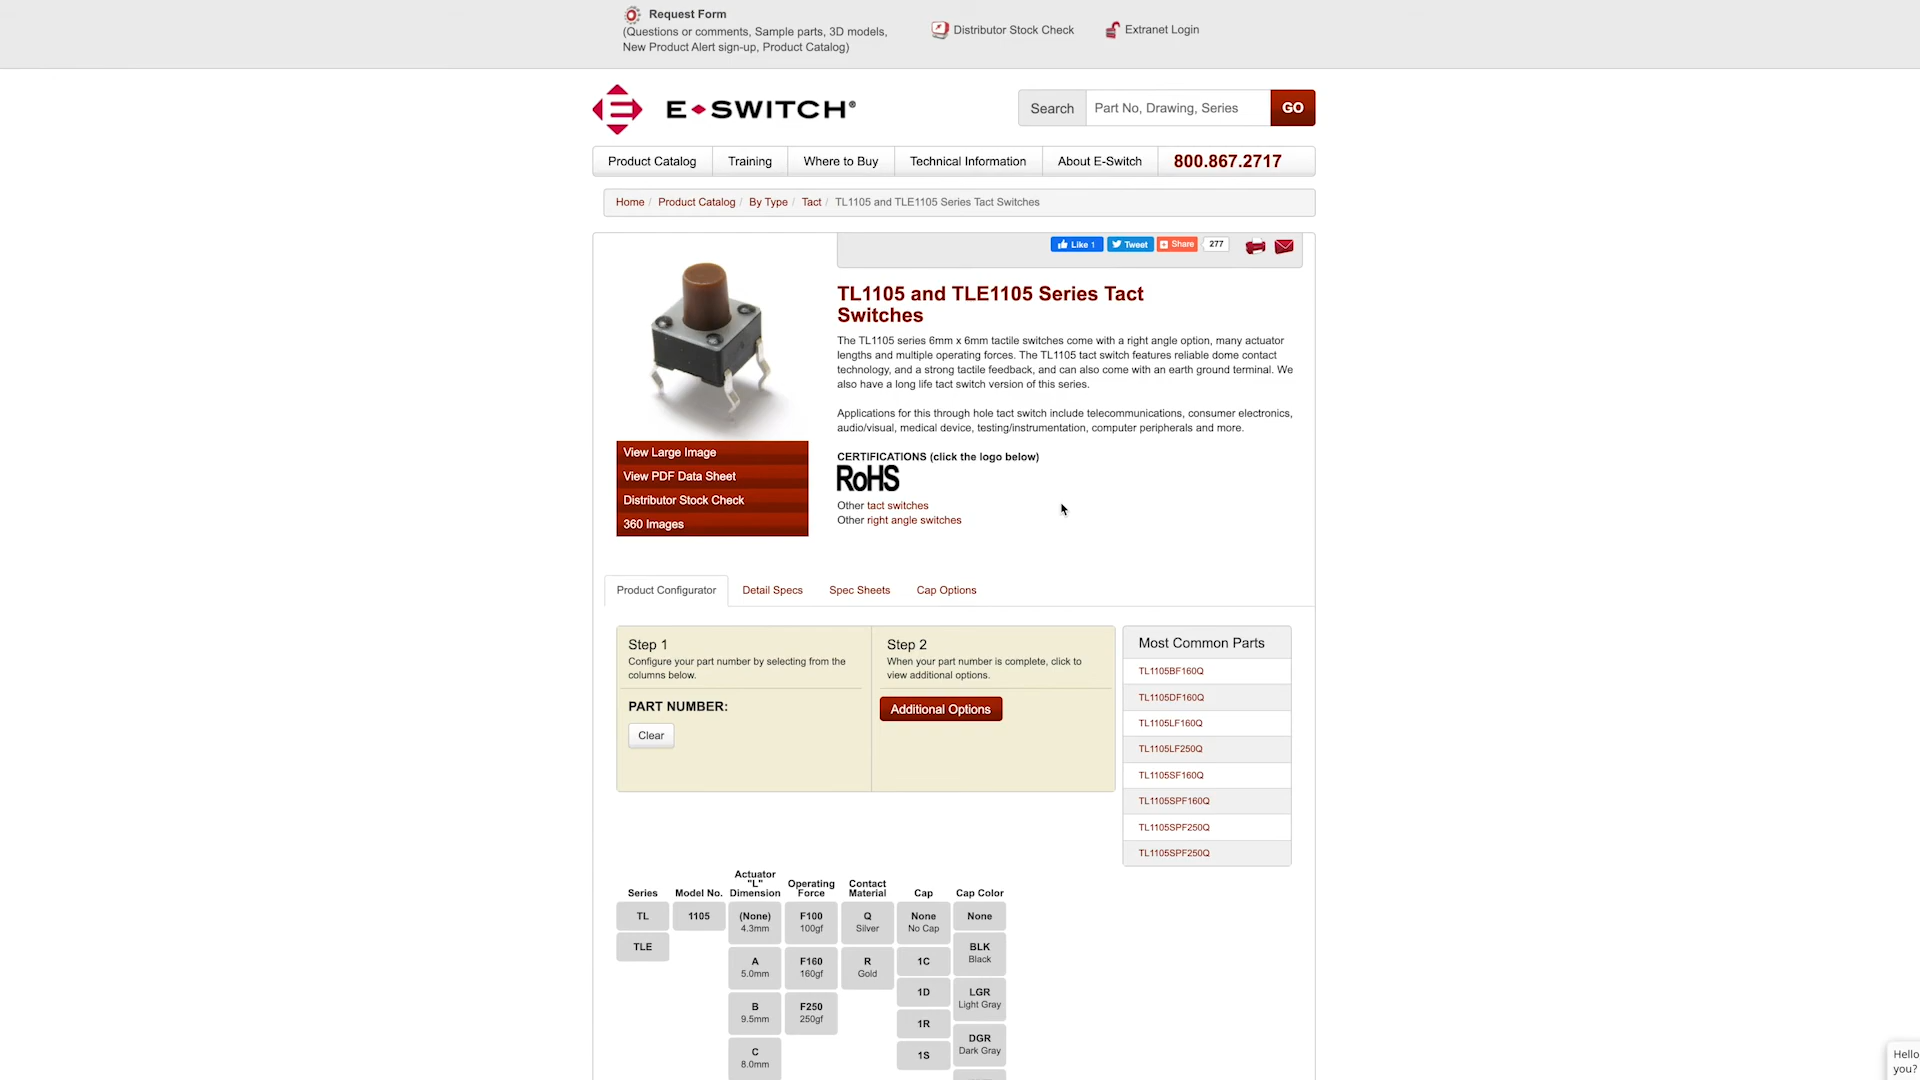 Request Form
(Questions or comments, Sample parts, 3D models,
New Product Alert sign-up, Product Catalog)
Distributor Stock Check
Extranet Login
E SWITCH®
Search
Part No, Drawing, Series
GO
Product Catalog
Training
Where to Buy
Technical Information
About E-Switch
800.867.2717
Home / Product Catalog / By Type / Tact / TL1105 and TLE1105 Series Tact Switches
Like 1
Tweet
Share
277
TL1105 and TLE1105 Series Tact
Switches
The TL1105 series 6mm x 6mm tactile switches come with a right angle option, many actuator
lengths and multiple operating forces. The TL1105 tact switch features reliable dome contact
technology, and a strong tactile feedback, and can also come with an earth ground terminal. We
also have a long life tact switch version of this series.
Applications for this through hole tact switch include telecommunications, consumer electronics,
audio/visual, medical device, testing/instrumentation, computer peripherals and more.
CERTIFICATIONS (click the logo below)
RoHS
Other tact switches
Other right angle switches
View Large Image
View PDF Data Sheet
Distributor Stock Check
360 Images
Product Configurator
Detail Specs
Spec Sheets
Cap Options
Step 1
Configure your part number by selecting from the
columns below.
PART NUMBER:
Clear
Step 2
When your part number is complete, click to
view additional options.
Additional Options
Most Common Parts
TL1105BF160Q
TL1105DF160Q
TL1105LF160Q
TL1105LF250Q
TL1105SF160Q
TL1105SPF160Q
TL1105SPF250Q
TL1105SPF250Q
Series
TL
TLE
Model No.
1105
Actuator
"L"
Dimension
(None)
4.3mm
A
5.0mm
B
9.5mm
C
8.0mm
Operating
Force
F100
100gf
F160
160gf
F250
250gf
Contact
Material
Q
Silver
R
Gold
Cap
None
No Cap
1C
1D
1R
1S
Cap Color
None
BLK
Black
LGR
Light Gray
DGR
Dark Gray
Hello
you?